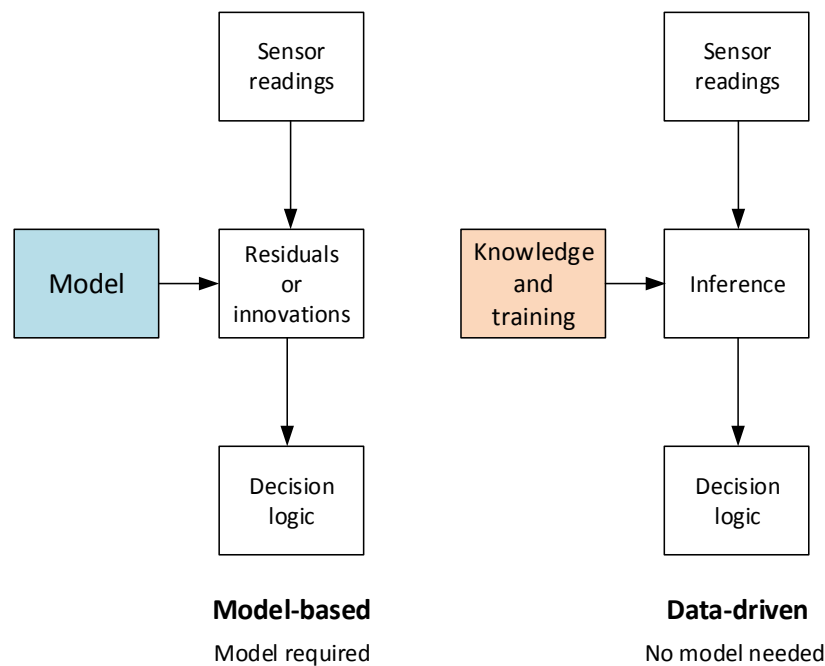 Sensor
readings
Model
Residuals
or
innovations
Decision
logic
Model-based
Model required
Sensor
readings
Knowledge
and
training
Inference
Decision
logic
Data-driven
No model needed